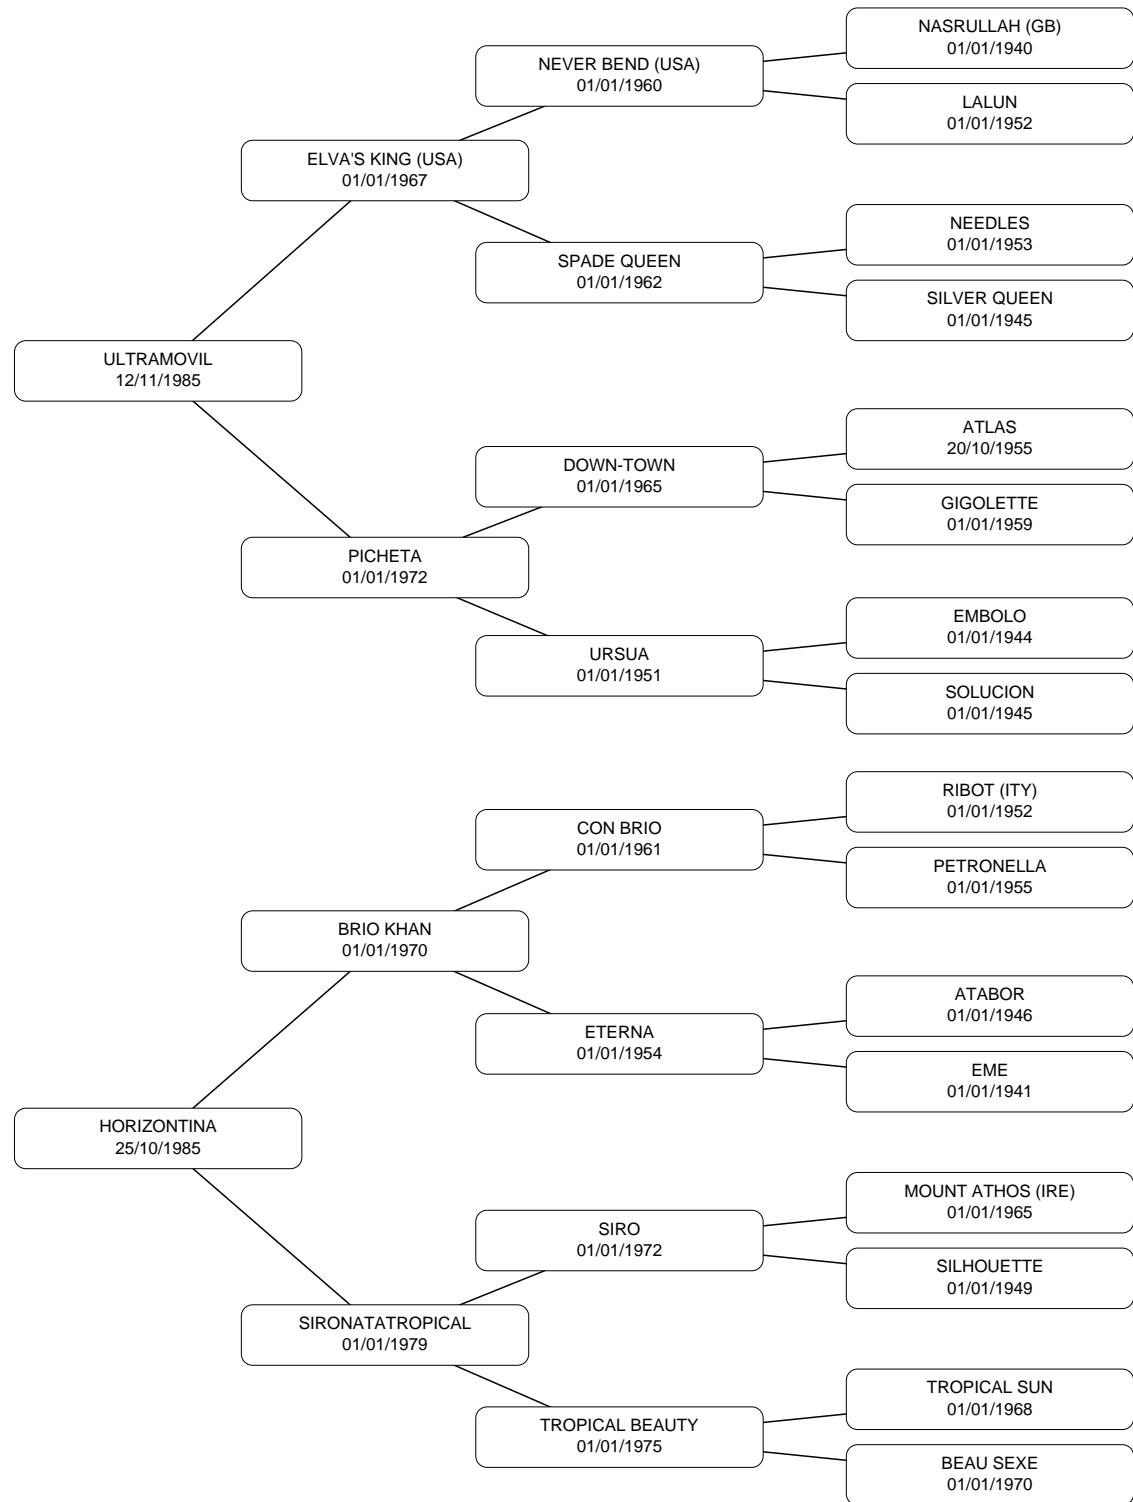 NASRULLAH (GB)
01/01/1940
NEVER BEND (USA)
01/01/1960
LALUN
01/01/1952
ELVA'S KING (USA)
01/01/1967
NEEDLES
01/01/1953
SPADE QUEEN
01/01/1962
SILVER QUEEN
01/01/1945
ULTRAMOVIL
12/11/1985
ATLAS
20/10/1955
DOWN-TOWN
01/01/1965
GIGOLETTE
01/01/1959
PICHETA
01/01/1972
EMBOLO
01/01/1944
URSUA
01/01/1951
SOLUCION
01/01/1945
RIBOT (ITY)
01/01/1952
CON BRIO
01/01/1961
PETRONELLA
01/01/1955
BRIO KHAN
01/01/1970
ATABOR
01/01/1946
ETERNA
01/01/1954
EME
01/01/1941
HORIZONTINA
25/10/1985
MOUNT ATHOS (IRE)
01/01/1965
SIRO
01/01/1972
SILHOUETTE
01/01/1949
SIRONATATROPICAL
01/01/1979
TROPICAL SUN
01/01/1968
TROPICAL BEAUTY
01/01/1975
BEAU SEXE
01/01/1970